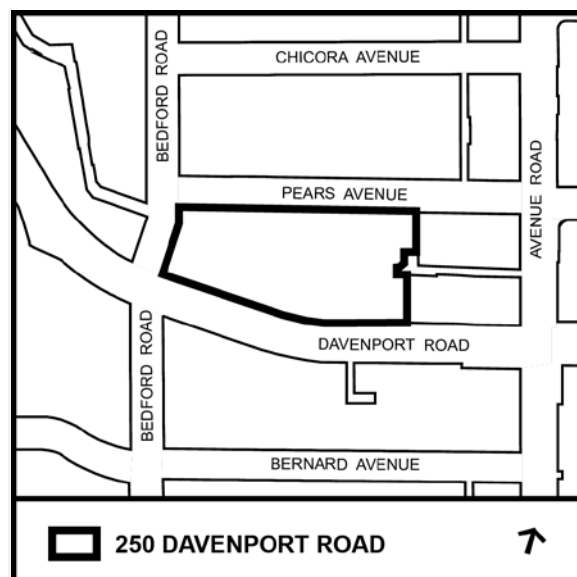 CHICORA AVENUE
BEDFORD ROAD
PEARS AVENUE
AVENUE ROAD
DAVENPORT ROAD
BEDFORD ROAD
BERNARD AVENUE
250 DAVENPORT ROAD